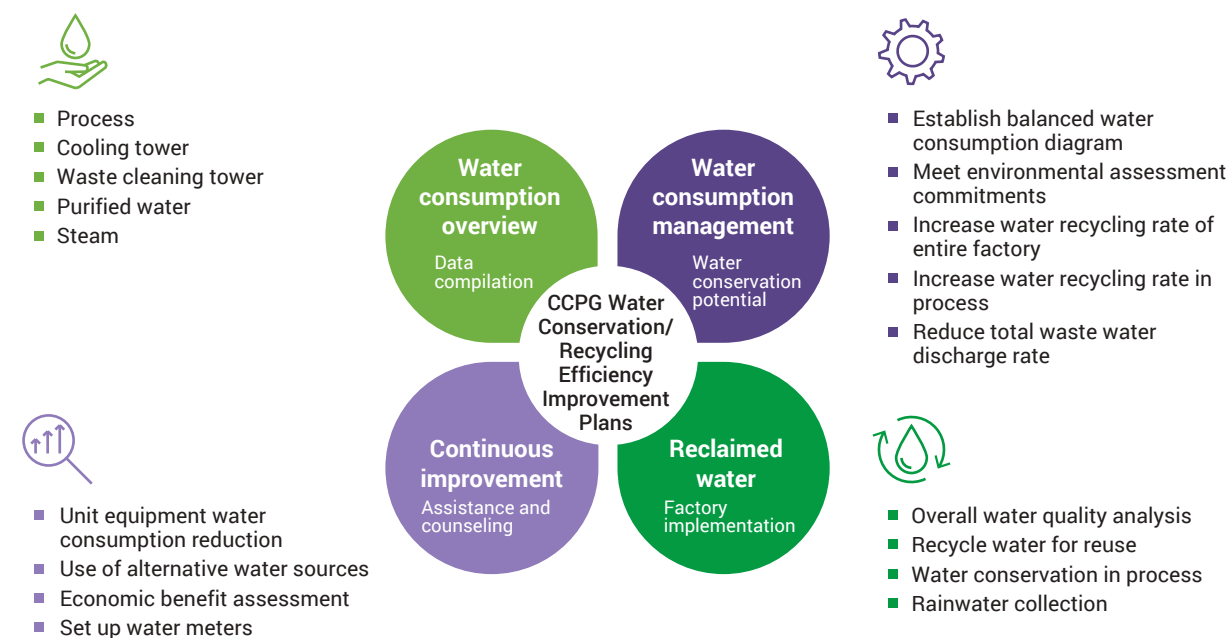 Process
Cooling tower
Waste cleaning tower
Purified water
Steam
Water
consumption
overview
Data
compilation
Water
consumption
management
Water
conservation
potential
Establish balanced water
consumption diagram
Meet environmental assessment
commitments
Increase water recycling rate of
entire factory
Increase water recycling rate in
process
Reduce total waste water
discharge rate
CCPG Water
Conservation/
Recycling
Efficiency
Improvement
Plans
Unit equipment water
consumption reduction
Use of alternative water sources
Economic benefit assessment
Set up water meters
Continuous
improvement
Assistance and
counseling
Reclaimed
water
Factory
implementation
Overall water quality analysis
Recycle water for reuse
Water conservation in process
Rainwater collection